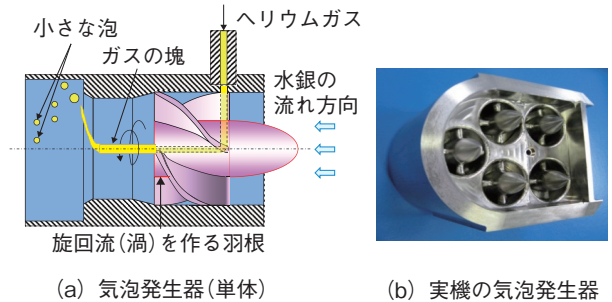 小さな泡
ヘリウムガス
ガスの塊
水銀の
流れ方向
旋回流(渦)を作る羽根
(a) 気泡発生器(単体)
(b) 実機の気泡発生器